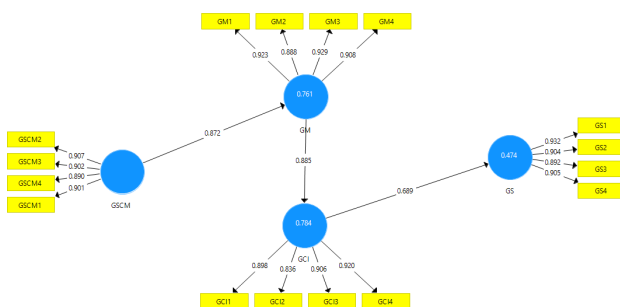 GM1 GM2 GM3 GM4
0.923 0.888 0.929 0.908
0.761
GM
0.872
GSCM2
GSCM3
GSCM4
GSCM1
0.907
0.902
0.890
0.901
GSCM
0.885
0.784
GCI
0.689
0.474
GS
0.932
0.904
0.892
0.905
GS1
GS2
GS3
GS4
0.898 0.836 0.906 0.920
GCI1 GCI2 GCI3 GCI4